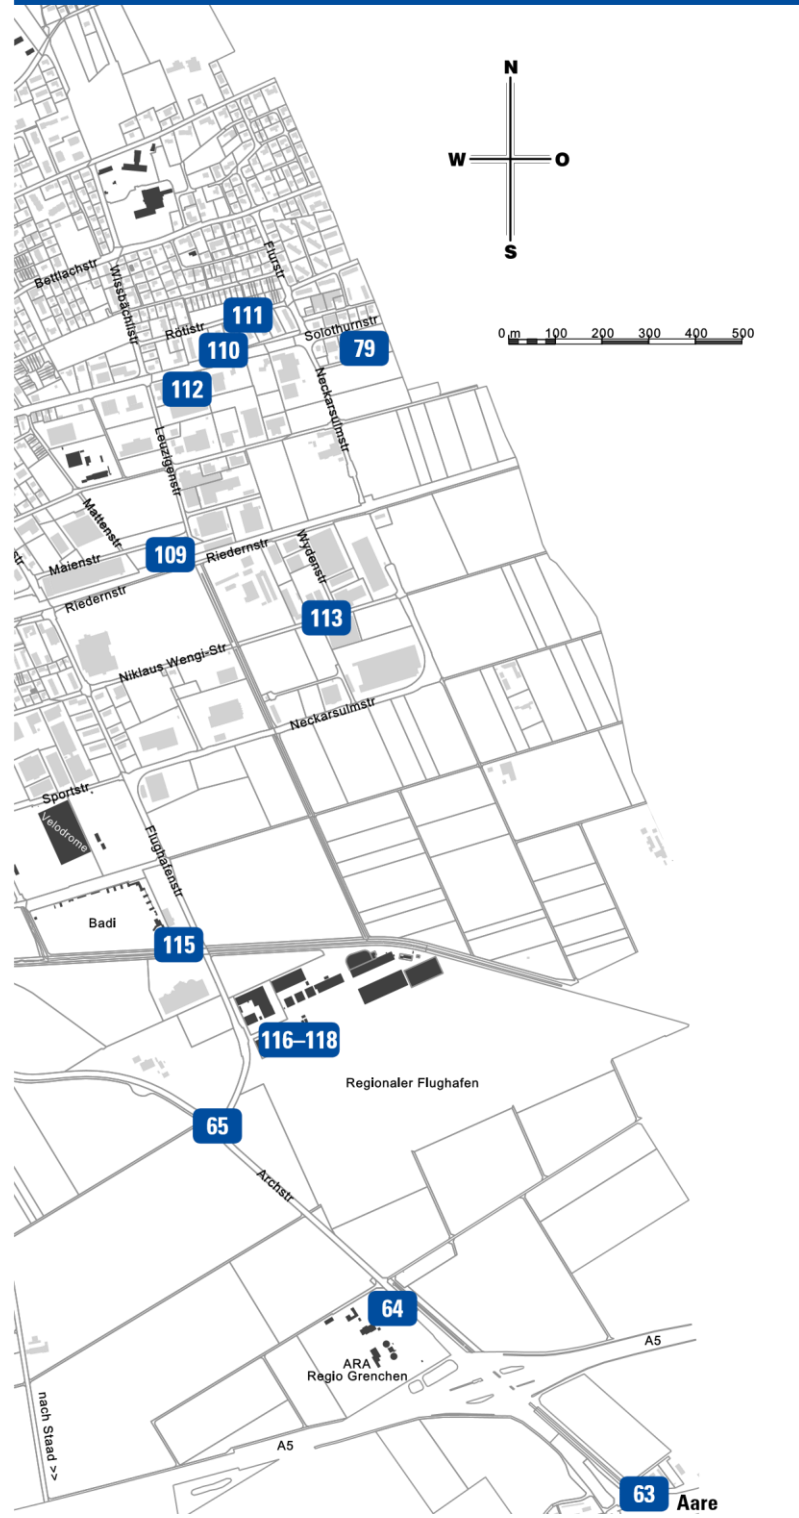 N
W
O
S
Bettlachstr
Wissbächlistr
Flurstr
111
Rötistr
Solothurnstr
0 m 100 200 300 400 500
110
79
112
Neckarsulmstr
Leuzigenstr
Mattenstr
Maienstr
109
Riedernstr
Wydenstr
Riedernstr
113
Niklaus Wengi-Str
Neckarsulmstr
Sportstr
Velodrome
Flughafenstr
Badi
115
116–118
Regionaler Flughafen
65
Archstr
64
A5
ARA
Regio Grenchen
nach Staad >>
A5
63
Aare